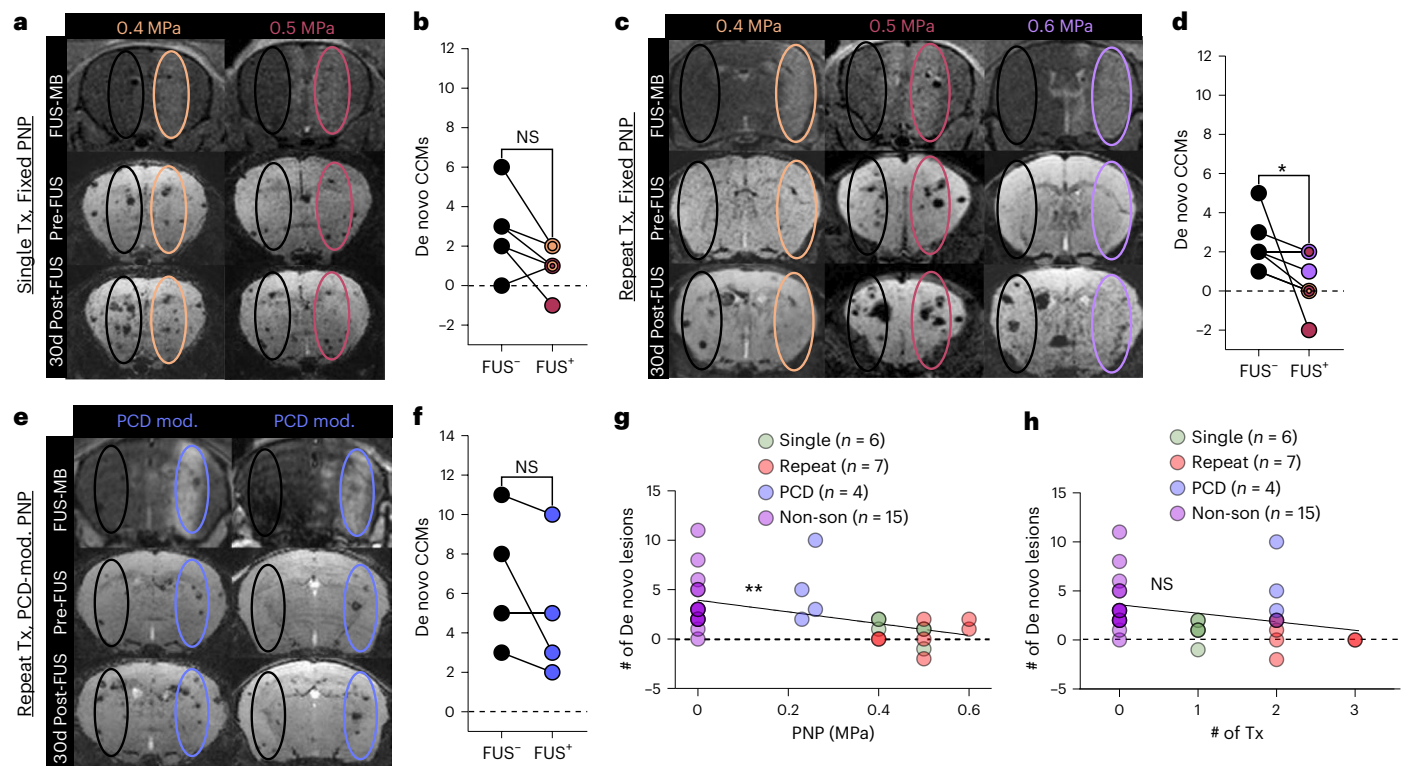 a
0.4 MPa
0.5 MPa
Single Tx, Fixed PNP
FUS-MB
Pre-FUS
30d Post-FUS
b
De novo CCMs
12
10
8
6
4
2
0
−2
NS
FUS⁻
FUS⁺
c
0.4 MPa
0.5 MPa
0.6 MPa
Repeat Tx, Fixed PNP
FUS-MB
Pre-FUS
30d Post-FUS
d
De novo CCMs
12
10
8
6
4
2
0
−2
*
FUS⁻
FUS⁺
e
PCD mod.
PCD mod.
Repeat Tx, PCD-mod. PNP
FUS-MB
Pre-FUS
30d Post-FUS
f
De novo CCMs
14
12
10
8
6
4
2
0
NS
FUS⁻
FUS⁺
g
Single (n = 6)
Repeat (n = 7)
PCD (n = 4)
Non-son (n = 15)
# of De novo lesions
15
10
5
0
−5
**
0
0.2
0.4
0.6
PNP (MPa)
h
Single (n = 6)
Repeat (n = 7)
PCD (n = 4)
Non-son (n = 15)
# of De novo lesions
15
10
5
0
−5
NS
0
1
2
3
# of Tx